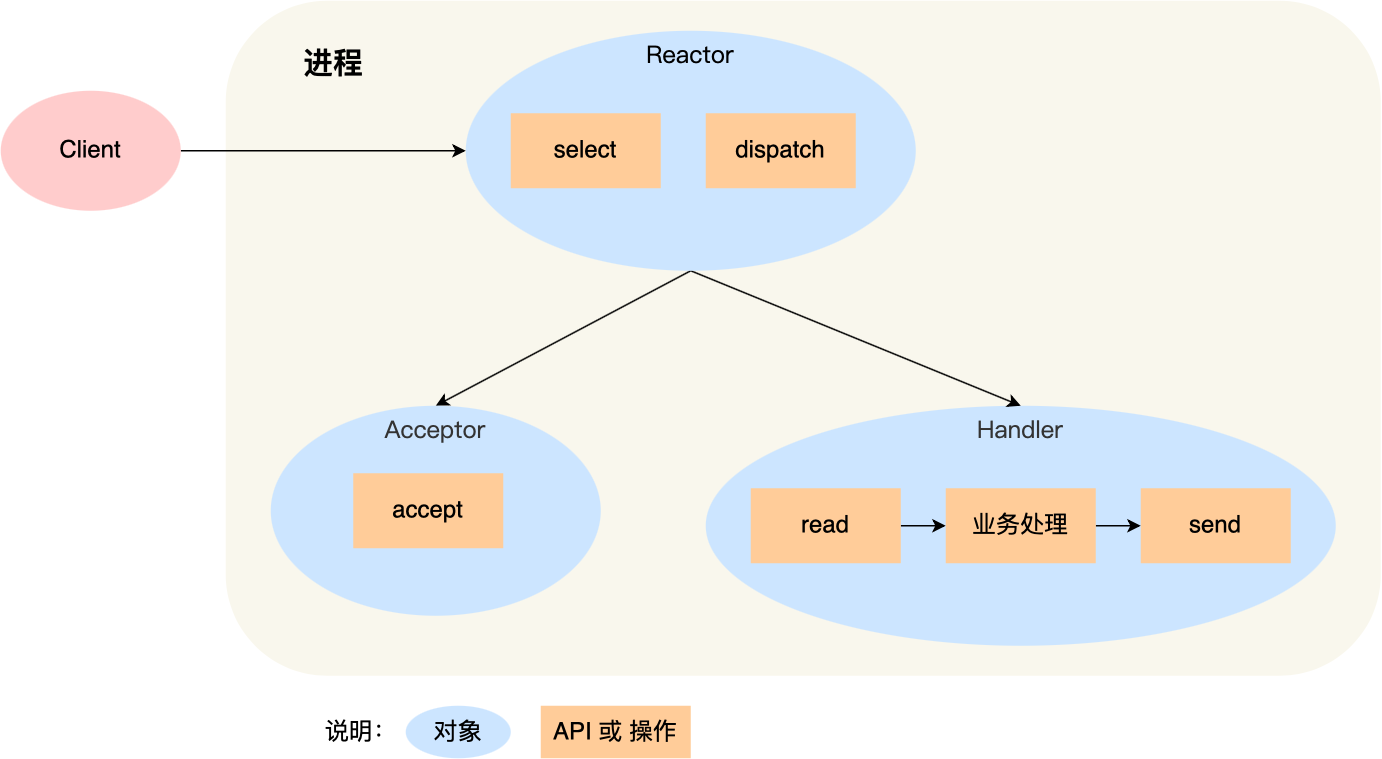 进程
Reactor
Client
select
dispatch
Acceptor
accept
Handler
read
业务处理
send
说明：
对象
API 或 操作